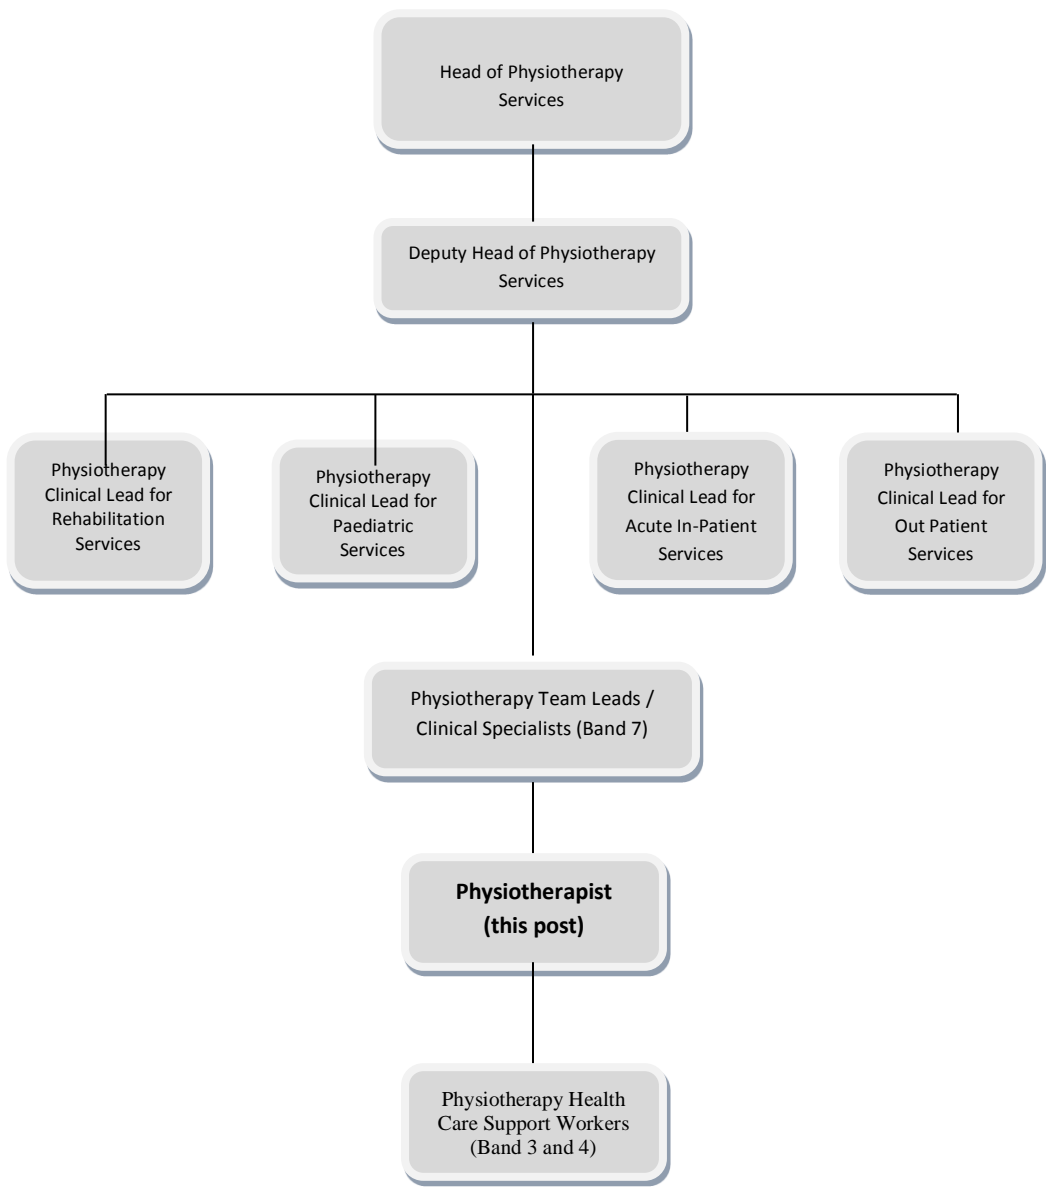 Head of Physiotherapy
Services
Deputy Head of Physiotherapy
Services
Physiotherapy
Clinical Lead for
Rehabilitation
Services
Physiotherapy
Clinical Lead for
Paediatric
Services
Physiotherapy
Clinical Lead for
Acute In-Patient
Services
Physiotherapy
Clinical Lead for
Out Patient
Services
Physiotherapy Team Leads /
Clinical Specialists (Band 7)
Physiotherapist
(this post)
Physiotherapy Health
Care Support Workers
(Band 3 and 4)